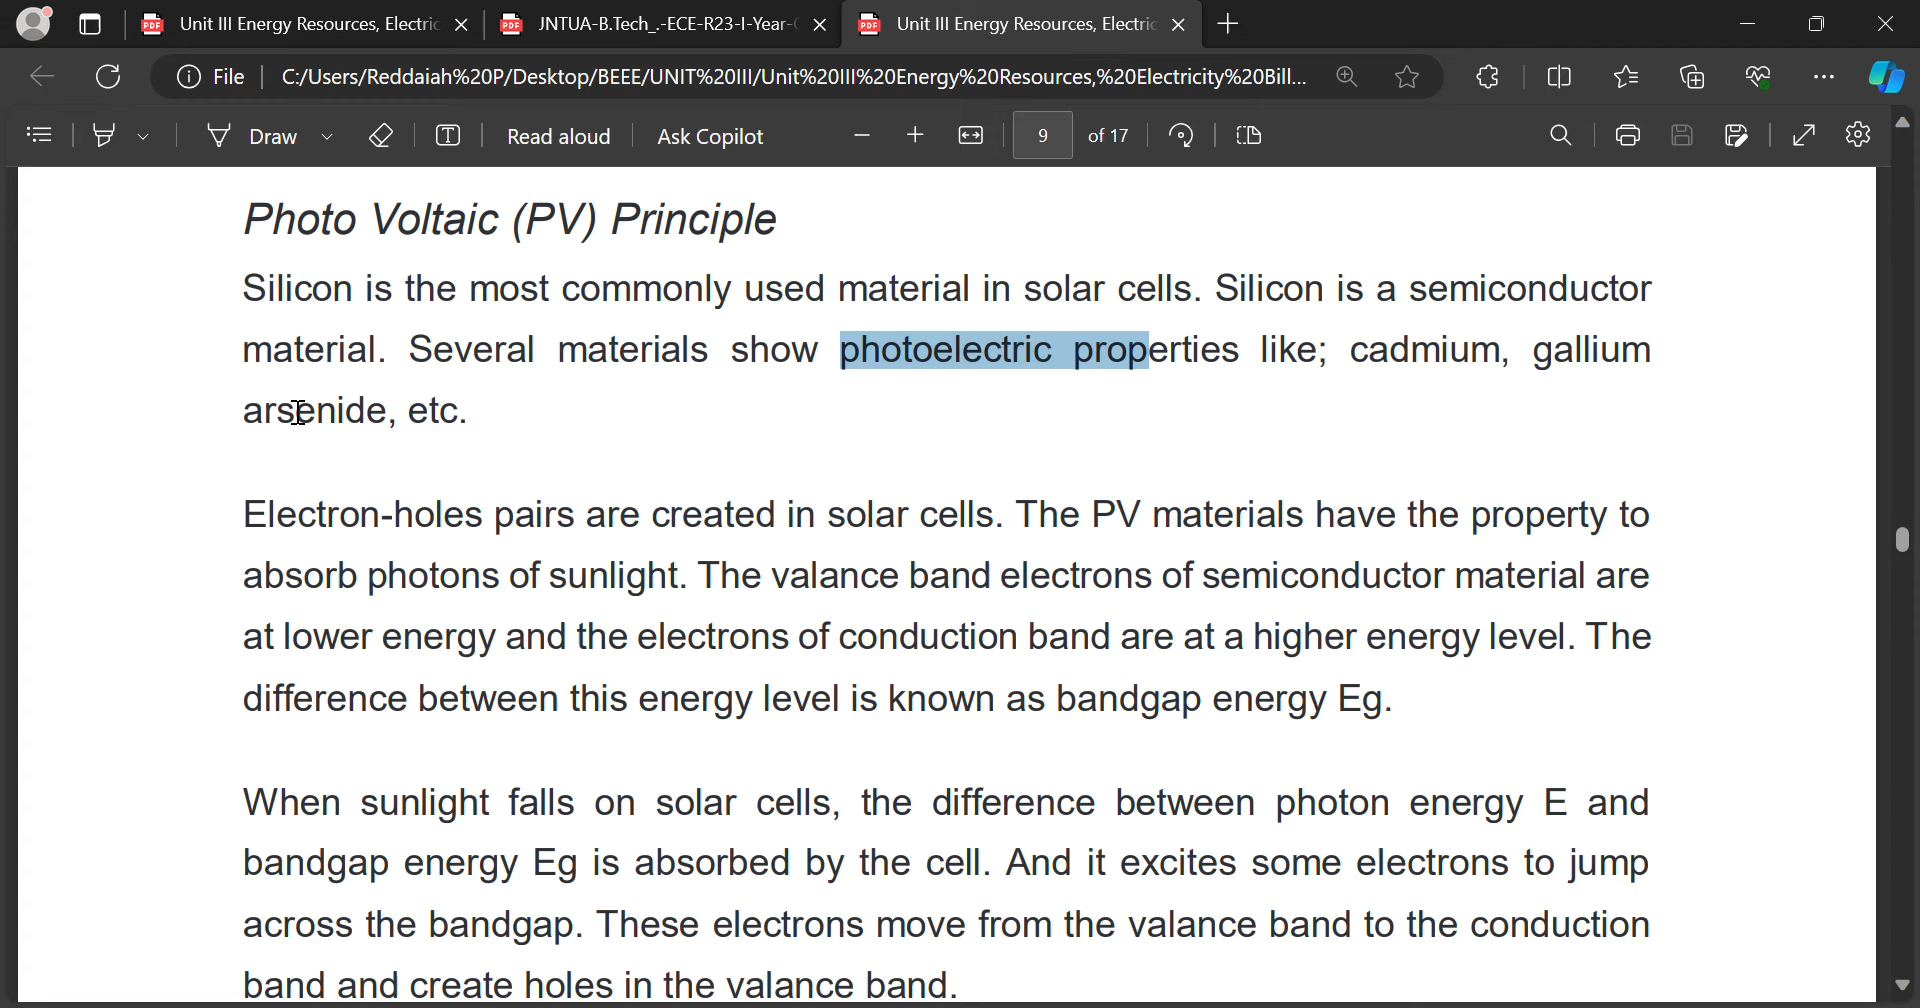 Unit III Energy Resources, Electric
JNTUA-B.Tech_.-ECE-R23-I-Year-
Unit III Energy Resources, Electric
File
C:/Users/Reddaiah%20P/Desktop/BEEE/UNIT%20III/Unit%20III%20Energy%20Resources,%20Electricity%20Bill...
Draw
Read aloud
Ask Copilot
9 of 17
Photo Voltaic (PV) Principle
Silicon is the most commonly used material in solar cells. Silicon is a semiconductor
material. Several materials show photoelectric properties like; cadmium, gallium
arsenide, etc.
Electron-holes pairs are created in solar cells. The PV materials have the property to
absorb photons of sunlight. The valance band electrons of semiconductor material are
at lower energy and the electrons of conduction band are at a higher energy level. The
difference between this energy level is known as bandgap energy Eg.
When sunlight falls on solar cells, the difference between photon energy E and
bandgap energy Eg is absorbed by the cell. And it excites some electrons to jump
across the bandgap. These electrons move from the valance band to the conduction
band and create holes in the valance band.